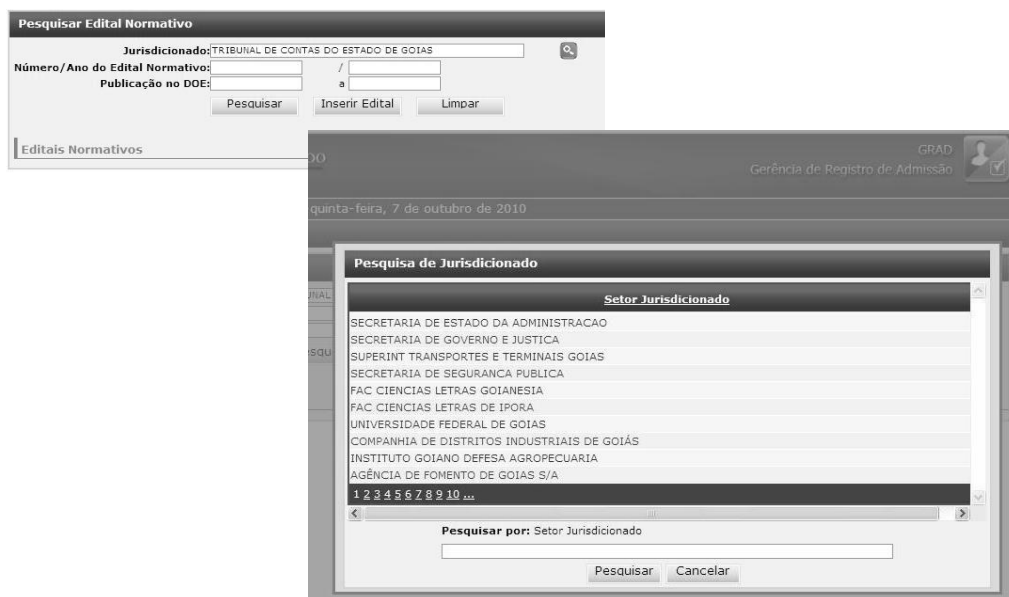 Pesquisar Edital Normativo
Jurisdicionado: TRIBUNAL DE CONTAS DO ESTADO DE GOIAS
Número/Ano do Edital Normativo: /
Publicação no DOE: a
Pesquisar Inserir Edital Limpar
Editais Normativos
DO
GRAD
Gerência de Registro de Admissão
quinta-feira, 7 de outubro de 2010
Pesquisa de Jurisdicionado
UNAL
esqu
Setor Jurisdicionado
SECRETARIA DE ESTADO DA ADMINISTRACAO
SECRETARIA DE GOVERNO E JUSTICA
SUPERINT TRANSPORTES E TERMINAIS GOIAS
SECRETARIA DE SEGURANCA PUBLICA
FAC CIENCIAS LETRAS GOIANESIA
FAC CIENCIAS LETRAS DE IPORA
UNIVERSIDADE FEDERAL DE GOIAS
COMPANHIA DE DISTRITOS INDUSTRIAIS DE GOIÁS
INSTITUTO GOIANO DEFESA AGROPECUARIA
AGÊNCIA DE FOMENTO DE GOIAS S/A
1 2 3 4 5 6 7 8 9 10 ...
Pesquisar por: Setor Jurisdicionado
Pesquisar Cancelar